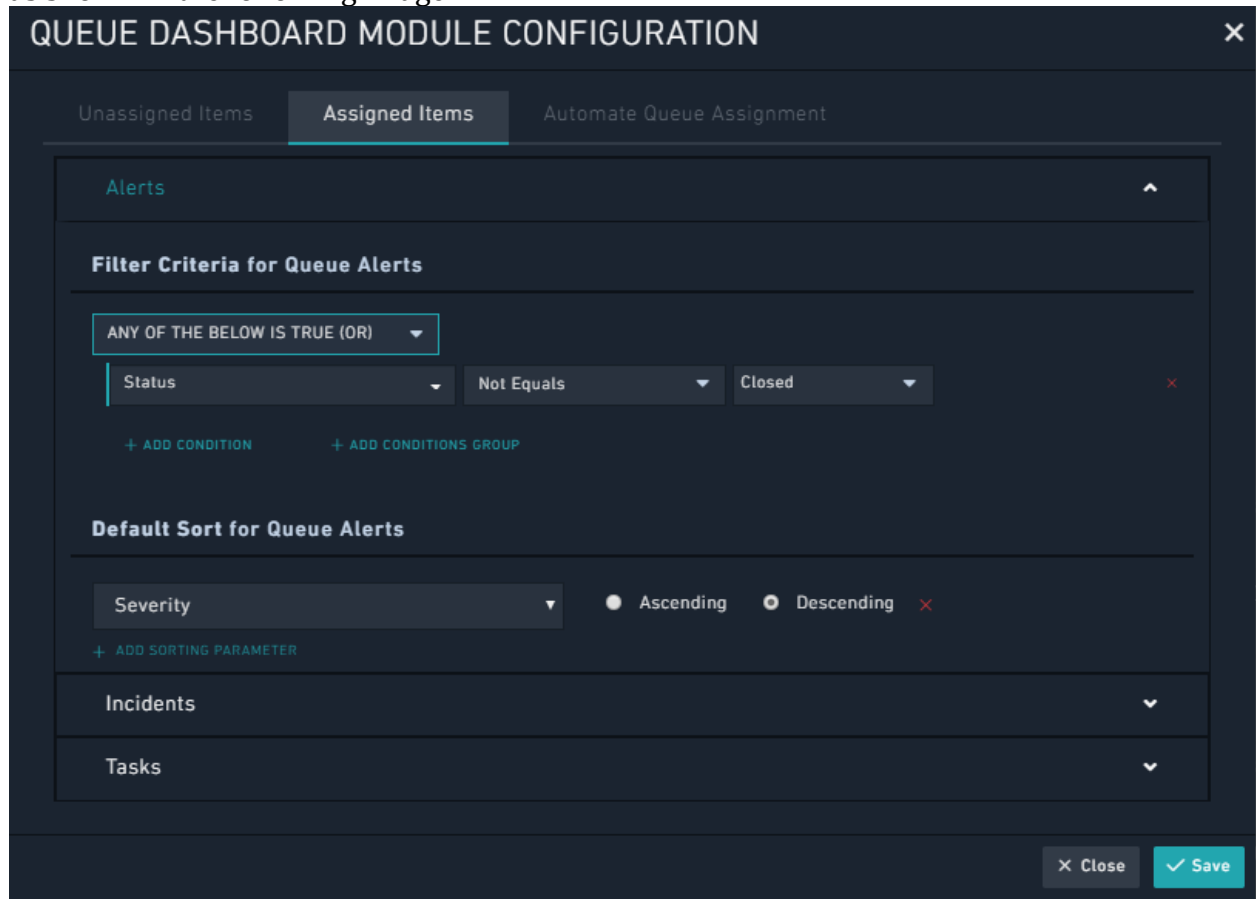 QUEUE DASHBOARD MODULE CONFIGURATION
Unassigned Items Assigned Items Automate Queue Assignment
Alerts
Filter Criteria for Queue Alerts
ANY OF THE BELOW IS TRUE (OR)
Status Not Equals Closed
+ ADD CONDITION + ADD CONDITIONS GROUP
Default Sort for Queue Alerts
Severity Ascending Descending
+ ADD SORTING PARAMETER
Incidents
Tasks
Close Save